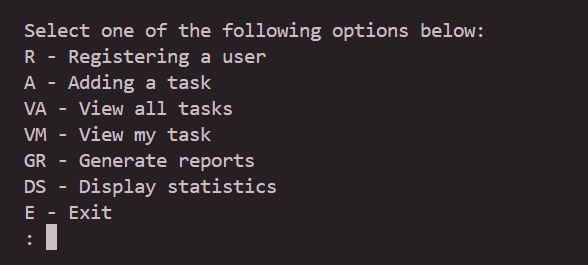 Select one of the following options below:
R - Registering a user
A - Adding a task
VA - View all tasks
VM - View my task
GR - Generate reports
DS - Display statistics
E - Exit
: